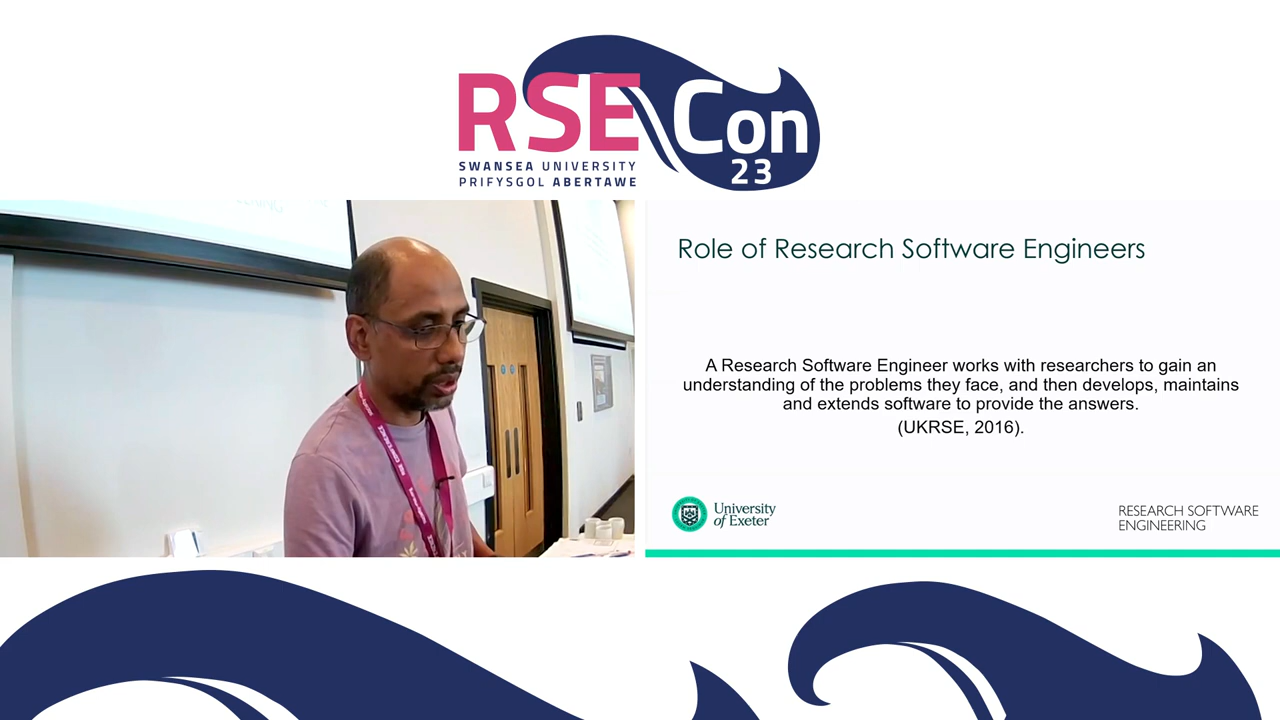 RSE Con
23
SWANSEA UNIVERSITY
PRIFYSGOL ABERTAWE
Role of Research Software Engineers
A Research Software Engineer works with researchers to gain an
understanding of the problems they face, and then develops, maintains
and extends software to provide the answers.
(UKRSE, 2016).
University
of Exeter
RESEARCH SOFTWARE
ENGINEERING
RSE CONFERENCE